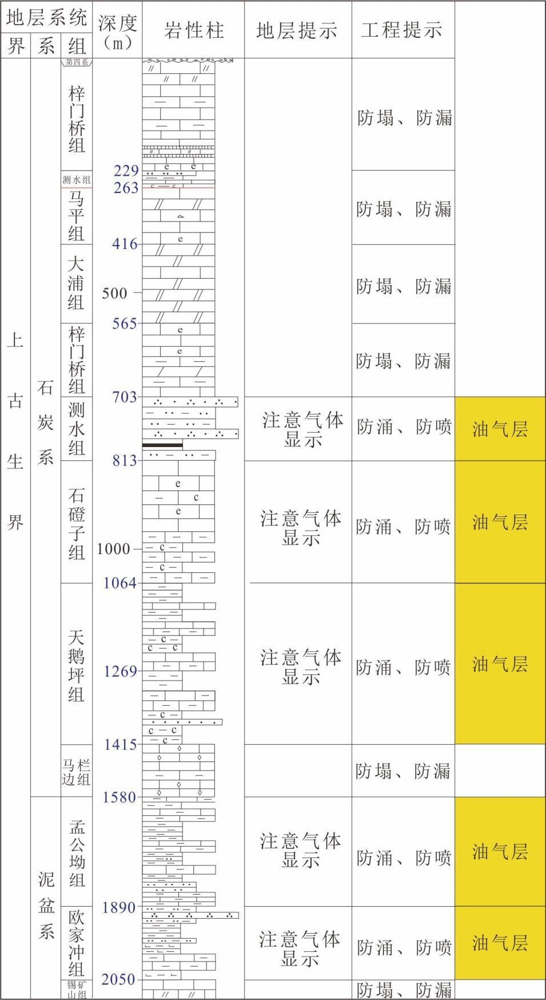 地层系统
深度
(m)
岩性柱
地层提示
工程提示
界
系
组
第四系
梓门桥组
防塌、防漏
e e
229
测水组
c c
263
马平组
防塌、防漏
e
416
大浦组
500
防塌、防漏
565
梓门桥组
e
e
防塌、防漏
703
测水组
注意气体
显示
防涌、防喷
油气层
813
石磴子组
e
c
e
注意气体
显示
防涌、防喷
油气层
1000
c
c
1064
天鹅坪组
c
c c
注意气体
显示
防涌、防喷
油气层
1269
c
c c
c
1415
马栏
边组
防塌、防漏
1580
孟公坳组
注意气体
显示
防涌、防喷
油气层
1890
欧家冲组
注意气体
显示
防涌、防喷
油气层
2050
锡矿
山组
防塌、防漏
上古生界
石炭系
泥盆系